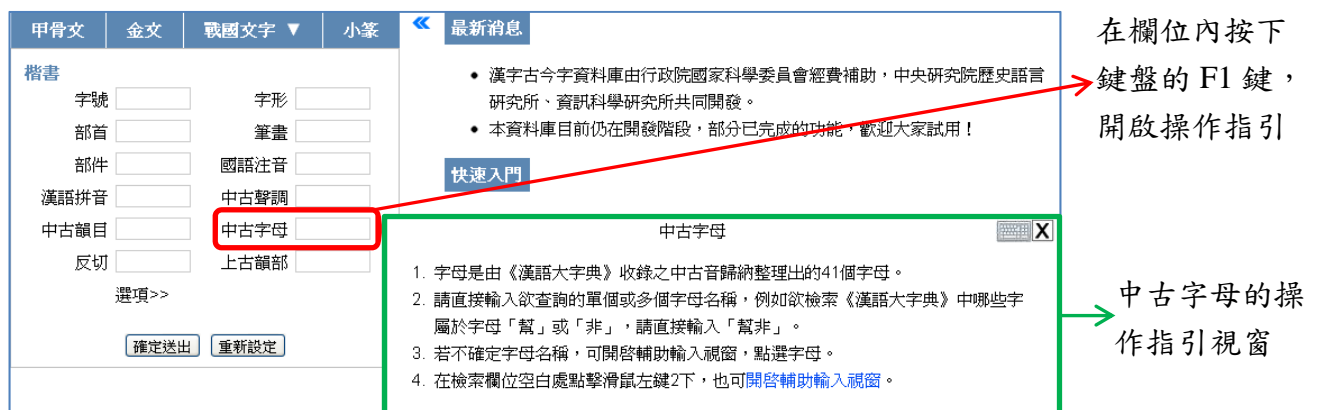 甲骨文 金文 戰國文字 ▼ 小篆
楷書
字號 字形
部首 筆畫
部件 國語注音
漢語拼音 中古聲調
中古韻目 中古字母
反切 上古韻部
選項>>
確定送出 重新設定
« 最新消息
• 漢字古今字資料庫由行政院國家科學委員會經費補助，中央研究院歷史語言
研究所、資訊科學研究所共同開發。
• 本資料庫目前仍在開發階段，部分已完成的功能，歡迎大家試用！
快速入門
中古字母 X
1. 字母是由《漢語大字典》收錄之中古音歸納整理出的41個字母。
2. 請直接輸入欲查詢的單個或多個字母名稱，例如欲檢索《漢語大字典》中哪些字
屬於字母「幫」或「非」，請直接輸入「幫非」。
3. 若不確定字母名稱，可開啓輔助輸入視窗，點選字母。
4. 在檢索欄位空白處點擊滑鼠左鍵2下，也可開啓輔助輸入視窗。
在欄位內按下
鍵盤的 F1 鍵，
開啟操作指引
中古字母的操
作指引視窗